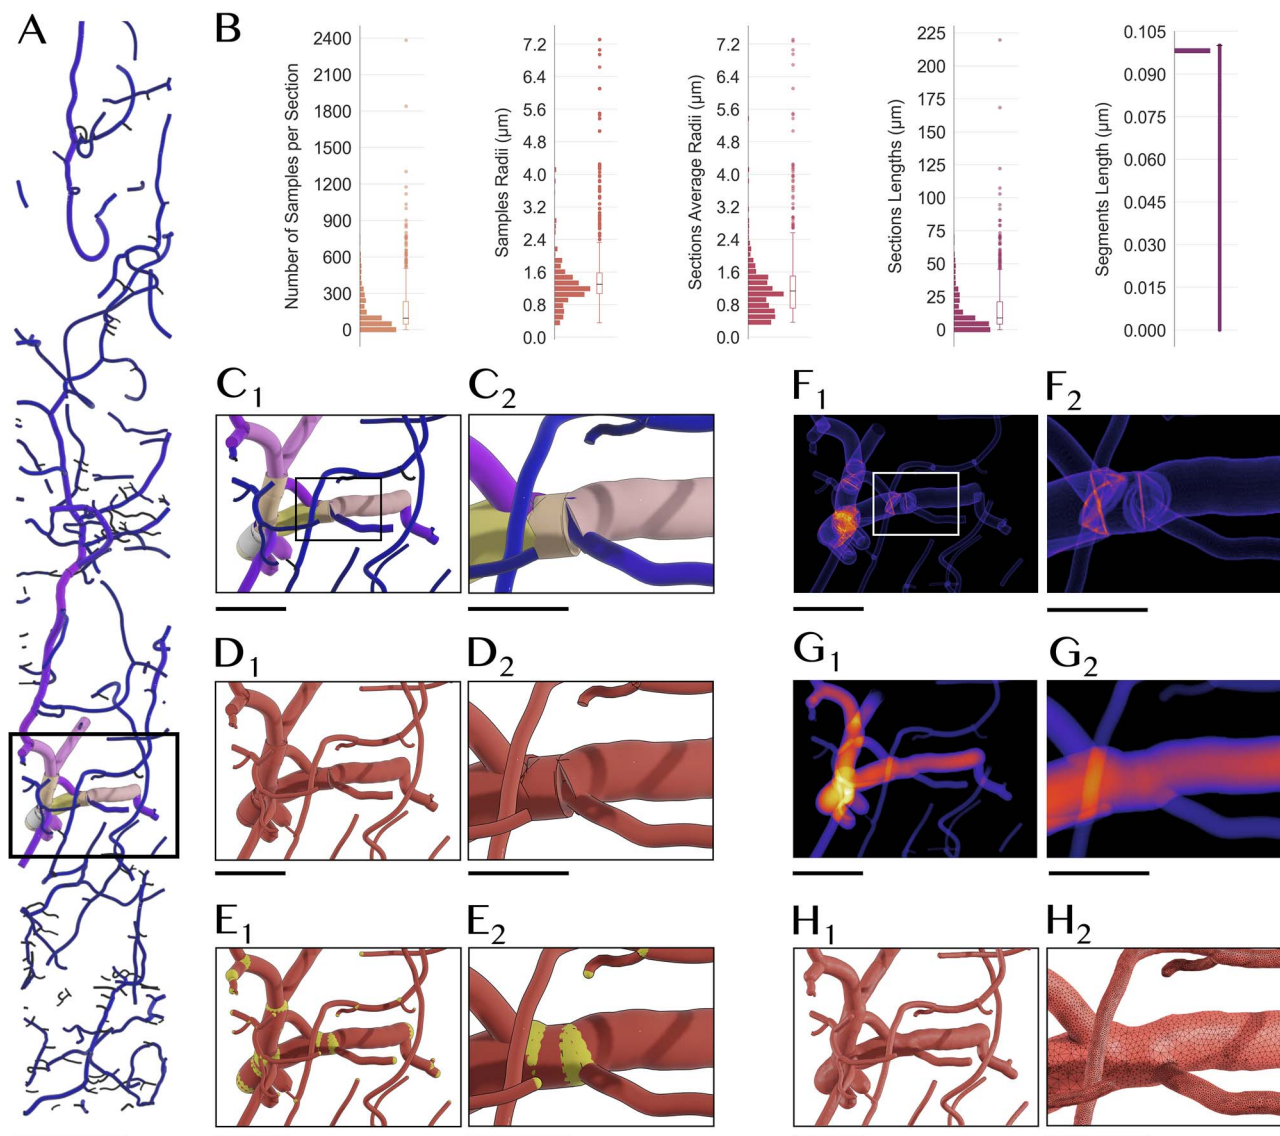 A
B
Number of Samples per Section
2400
2100
1800
1500
1200
900
600
300
0
Samples Radii (μm)
7.2
6.4
5.6
4.8
4.0
3.2
2.4
1.6
0.8
0.0
Sections Average Radii (μm)
7.2
6.4
5.6
4.8
4.0
3.2
2.4
1.6
0.8
0.0
Sections Lengths (μm)
225
200
175
150
125
100
75
50
25
0
Segments Length (μm)
0.105
0.090
0.075
0.060
0.045
0.030
0.015
0.000
C1
C2
F1
F2
D1
D2
G1
G2
E1
E2
H1
H2